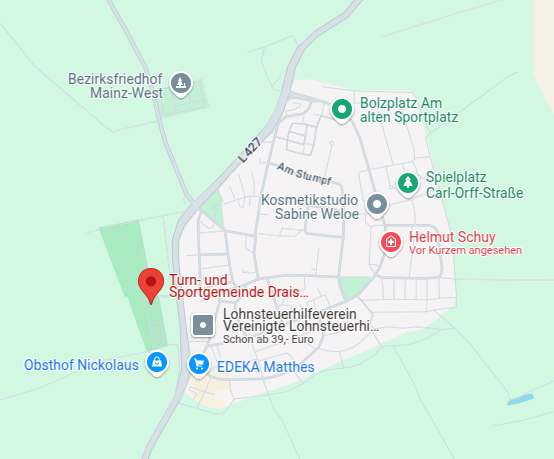 Bezirksfriedhof
Mainz-West
Bolzplatz Am
alten Sportplatz
L 427
Am Stumpf
Spielplatz
Carl-Orff-Straße
Kosmetikstudio
Sabine Weloe
Helmut Schuy
Vor Kurzem angesehen
Turn- und
Sportgemeinde Drais...
Lohnsteuerhilfeverein
Vereinigte Lohnsteuerhi...
Schon ab 39,- Euro
Obsthof Nickolaus
EDEKA Matthes